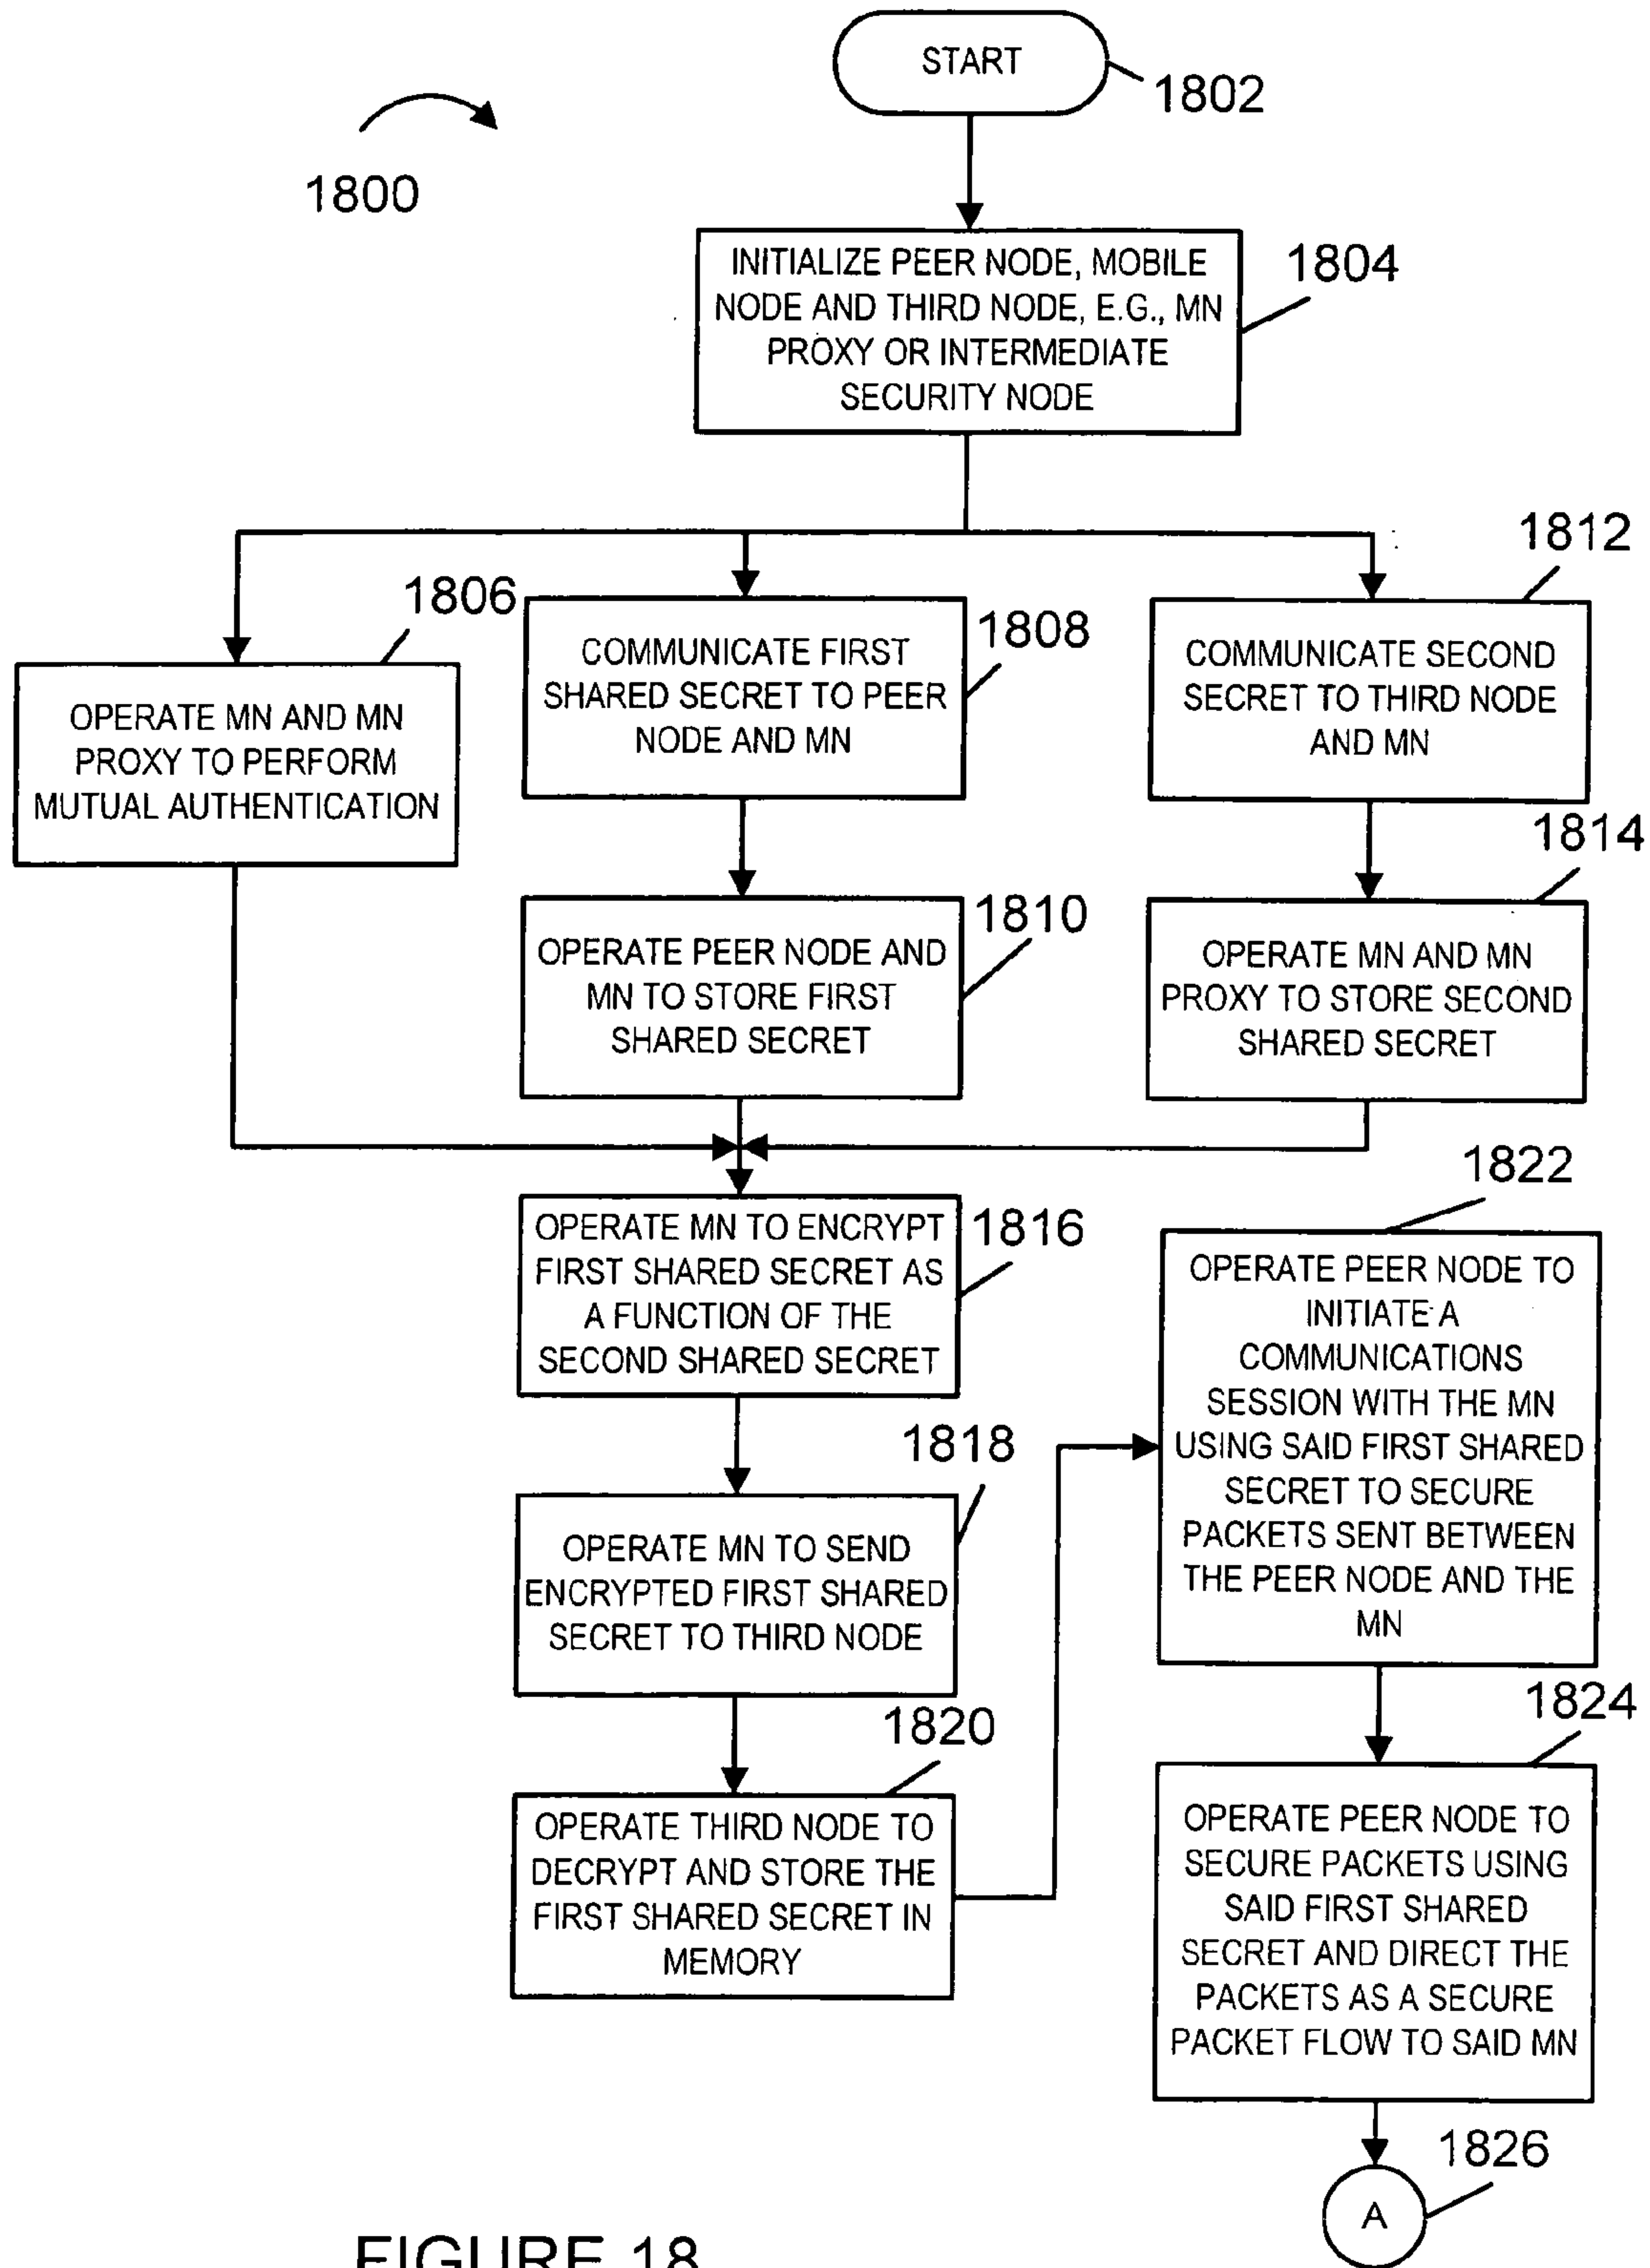 START
1802
1800
INITIALIZE PEER NODE, MOBILE
NODE AND THIRD NODE, E.G., MN
PROXY OR INTERMEDIATE
SECURITY NODE
1804
1806
OPERATE MN AND MN
PROXY TO PERFORM
MUTUAL AUTHENTICATION
1808
COMMUNICATE FIRST
SHARED SECRET TO PEER
NODE AND MN
1812
COMMUNICATE SECOND
SECRET TO THIRD NODE
AND MN
1810
OPERATE PEER NODE AND
MN TO STORE FIRST
SHARED SECRET
1814
OPERATE MN AND MN
PROXY TO STORE SECOND
SHARED SECRET
1816
OPERATE MN TO ENCRYPT
FIRST SHARED SECRET AS
A FUNCTION OF THE
SECOND SHARED SECRET
1818
OPERATE MN TO SEND
ENCRYPTED FIRST SHARED
SECRET TO THIRD NODE
1820
OPERATE THIRD NODE TO
DECRYPT AND STORE THE
FIRST SHARED SECRET IN
MEMORY
1822
OPERATE PEER NODE TO
INITIATE A
COMMUNICATIONS
SESSION WITH THE MN
USING SAID FIRST SHARED
SECRET TO SECURE
PACKETS SENT BETWEEN
THE PEER NODE AND THE
MN
1824
OPERATE PEER NODE TO
SECURE PACKETS USING
SAID FIRST SHARED
SECRET AND DIRECT THE
PACKETS AS A SECURE
PACKET FLOW TO SAID MN
1826
A
FIGURE 18